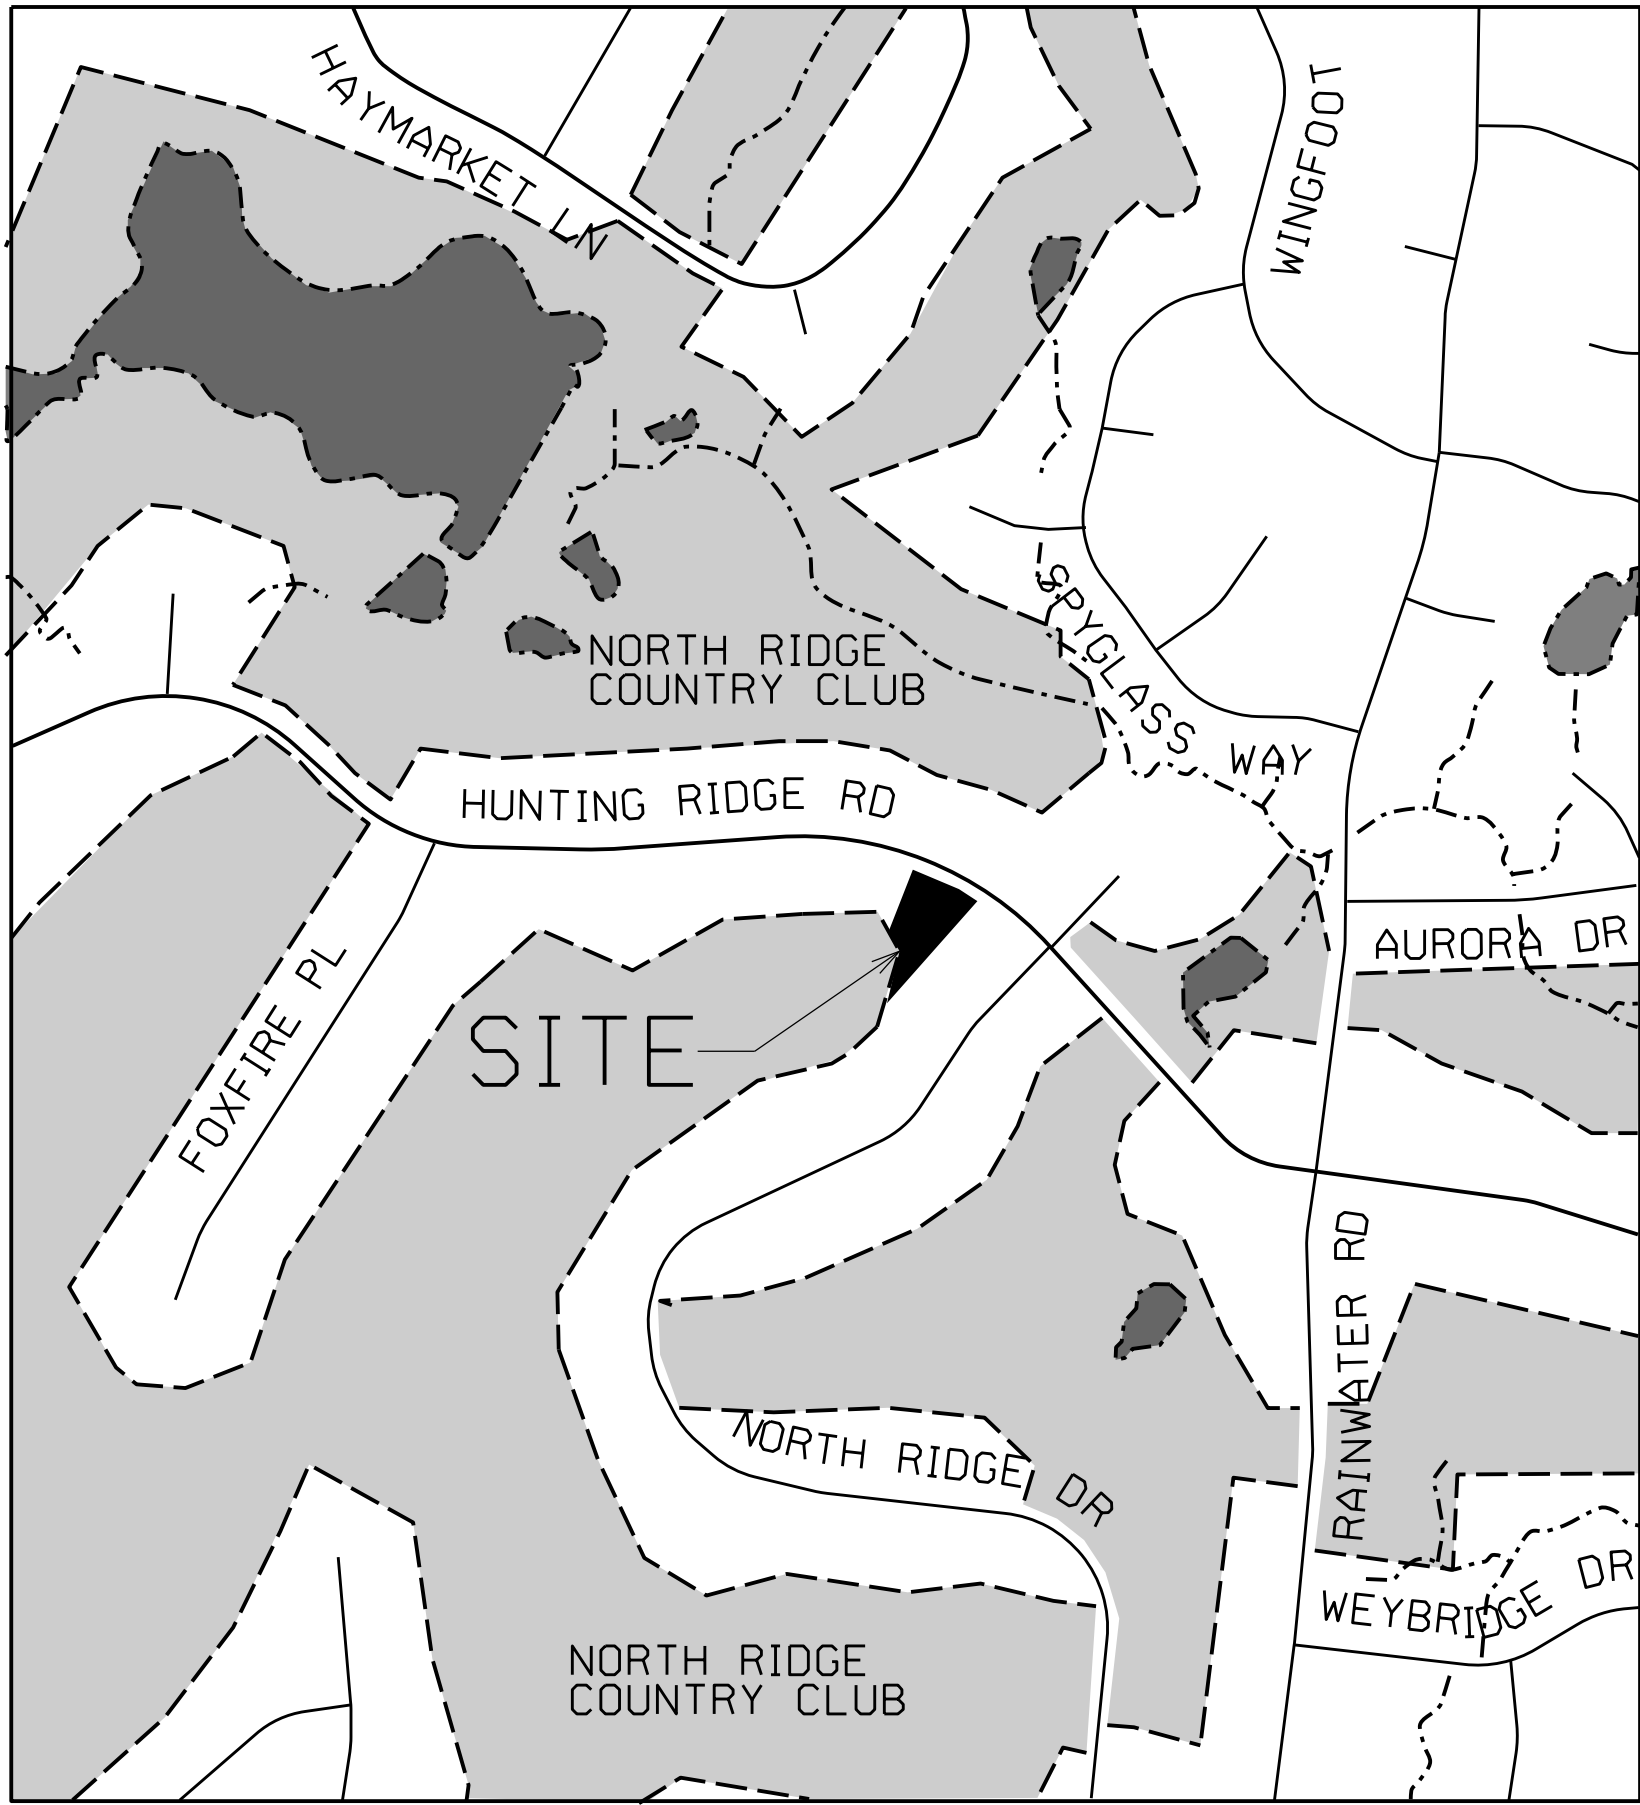 HAYMARKET LN
WINGFOOT
SPYGLASS WAY
NORTH RIDGE
COUNTRY CLUB
HUNTING RIDGE RD
AURORA DR
FOXFIRE PL
SITE
RAINWATER RD
NORTH RIDGE DR
WEYBRIDGE DR
NORTH RIDGE
COUNTRY CLUB